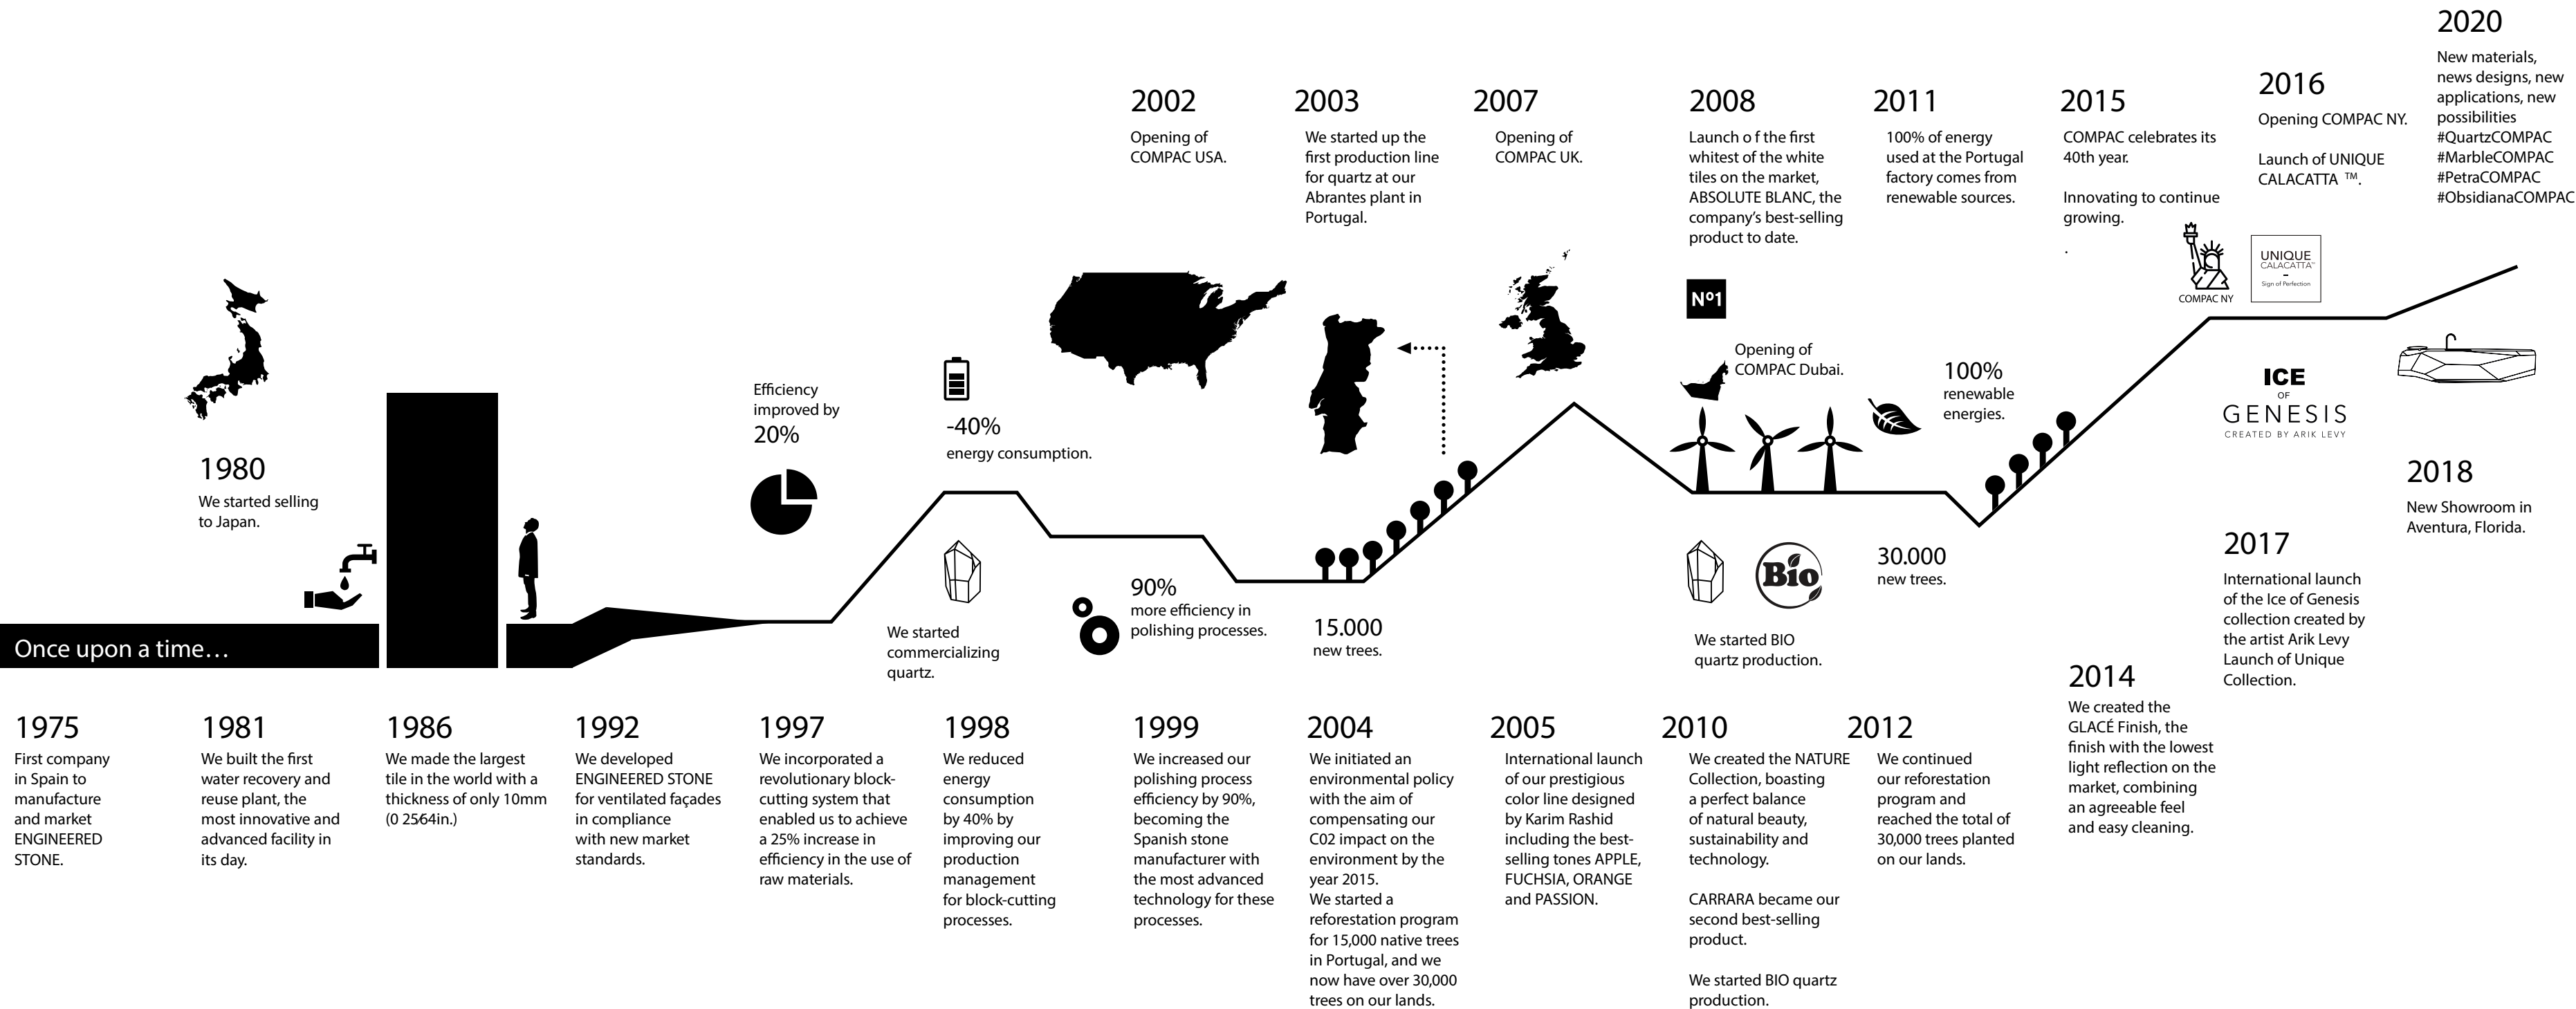 2002
Opening of
COMPAC USA.
2003
We started up the
first production line
for quartz at our
Abrantes plant in
Portugal.
2007
Opening of
COMPAC UK.
2008
Launch o f the first
whitest of the white
tiles on the market,
ABSOLUTE BLANC, the
company's best-selling
product to date.
2011
100% of energy
used at the Portugal
factory comes from
renewable sources.
2015
COMPAC celebrates its
40th year.
Innovating to continue
growing.
.
2016
Opening COMPAC NY.
Launch of UNIQUE
CALACATTA ™.
2020
New materials,
news designs, new
applications, new
possibilities
#QuartzCOMPAC
#MarbleCOMPAC
#PetraCOMPAC
#ObsidianaCOMPAC
COMPAC NY
UNIQUE
CALACATTA™
Sign of Perfection
Nº1
Opening of
COMPAC Dubai.
100%
renewable
energies.
ICE
OF
GENESIS
CREATED BY ARIK LEVY
1980
We started selling
to Japan.
Efficiency
improved by
20%
-40%
energy consumption.
2018
New Showroom in
Aventura, Florida.
Once upon a time…
We started
commercializing
quartz.
90%
more efficiency in
polishing processes.
15.000
new trees.
Bio
We started BIO
quartz production.
30.000
new trees.
2017
International launch
of the Ice of Genesis
collection created by
the artist Arik Levy
Launch of Unique
Collection.
1975
First company
in Spain to
manufacture
and market
ENGINEERED
STONE.
1981
We built the first
water recovery and
reuse plant, the
most innovative and
advanced facility in
its day.
1986
We made the largest
tile in the world with a
thickness of only 10mm
(0 25⁄64in.)
1992
We developed
ENGINEERED STONE
for ventilated façades
in compliance
with new market
standards.
1997
We incorporated a
revolutionary block-
cutting system that
enabled us to achieve
a 25% increase in
efficiency in the use of
raw materials.
1998
We reduced
energy
consumption
by 40% by
improving our
production
management
for block-cutting
processes.
1999
We increased our
polishing process
efficiency by 90%,
becoming the
Spanish stone
manufacturer with
the most advanced
technology for these
processes.
2004
We initiated an
environmental policy
with the aim of
compensating our
C02 impact on the
environment by the
year 2015.
We started a
reforestation program
for 15,000 native trees
in Portugal, and we
now have over 30,000
trees on our lands.
2005
International launch
of our prestigious
color line designed
by Karim Rashid
including the best-
selling tones APPLE,
FUCHSIA, ORANGE
and PASSION.
2010
We created the NATURE
Collection, boasting
a perfect balance
of natural beauty,
sustainability and
technology.
CARRARA became our
second best-selling
product.
We started BIO quartz
production.
2012
We continued
our reforestation
program and
reached the total of
30,000 trees planted
on our lands.
2014
We created the
GLACÉ Finish, the
finish with the lowest
light reflection on the
market, combining
an agreeable feel
and easy cleaning.